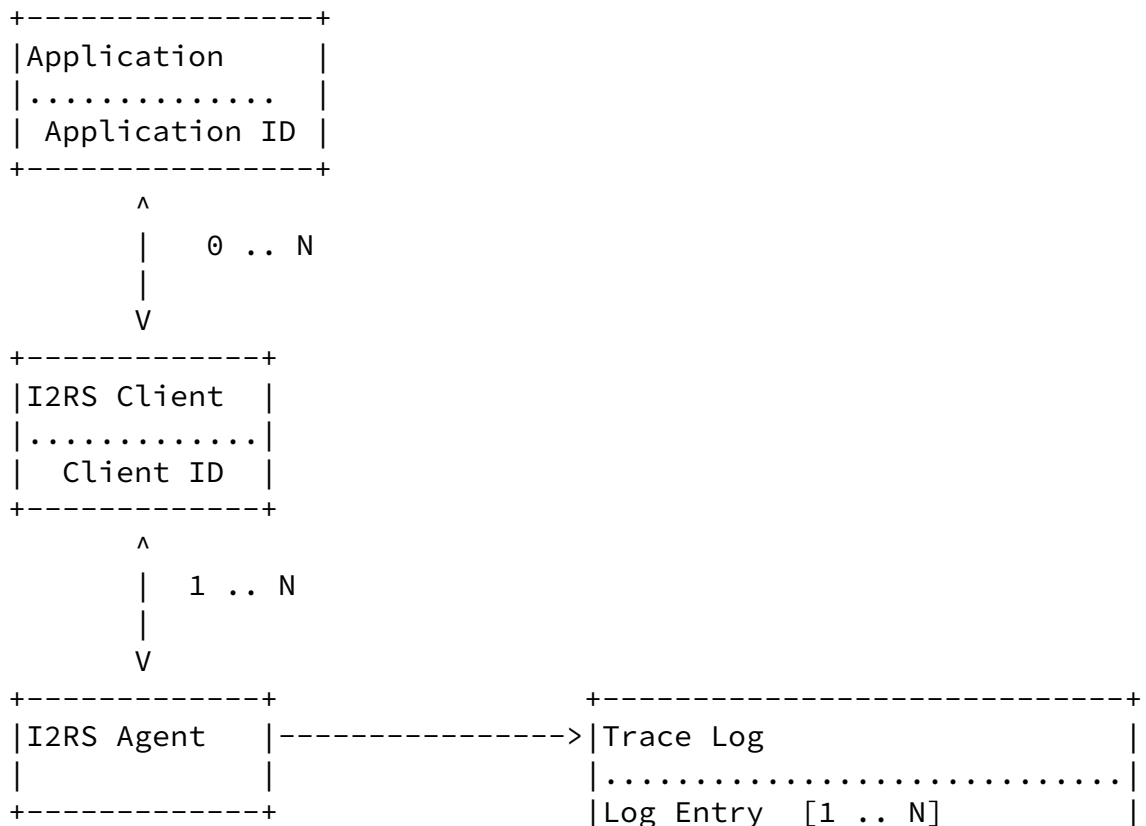 +----------------+
|Application     |
|..............  |
| Application ID |
+----------------+
       ^
       |   0 .. N
       |
       V
+-------------+
|I2RS Client  |
|.............|
|  Client ID  |
+-------------+
       ^
       |  1 .. N
       |
       V
+-------------+                 +-----------------------------+
|I2RS Agent   |---------------->|Trace Log                    |
|             |                 |.............................|
+-------------+                 |Log Entry  [1 .. N]          |